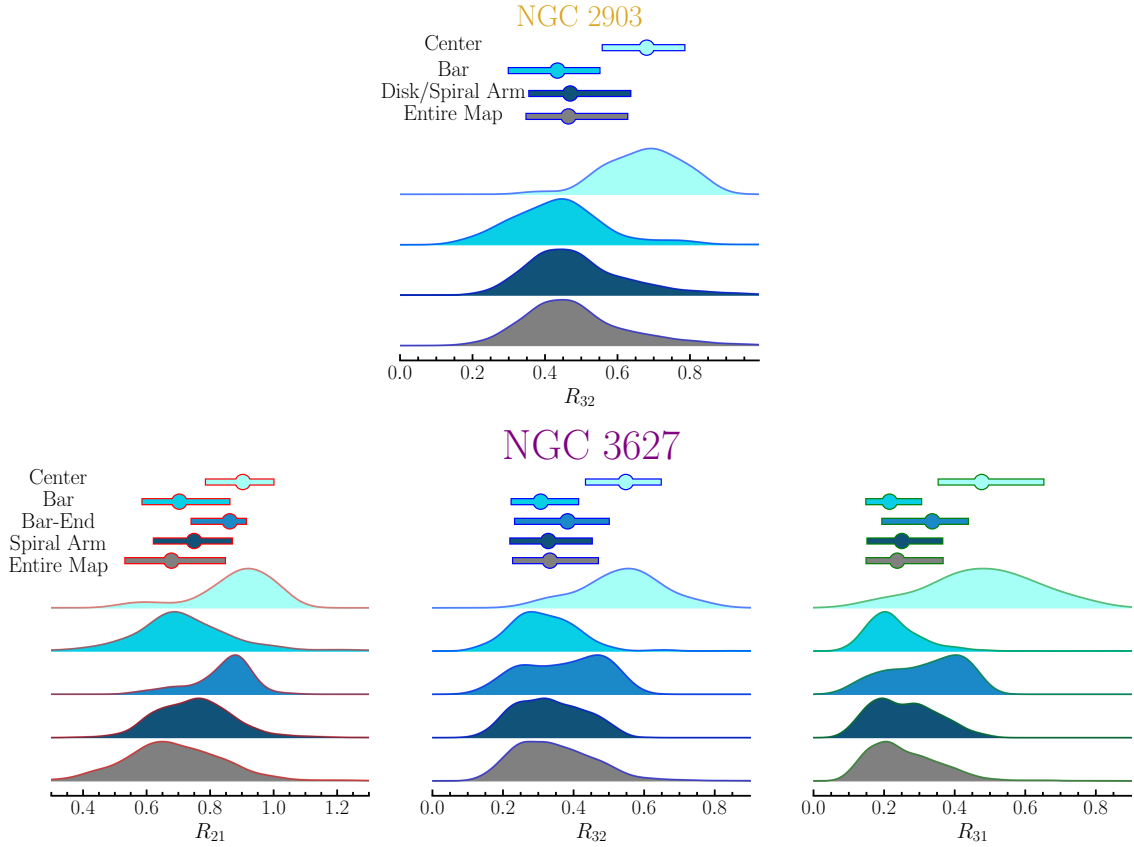 NGC 2903
Center
Bar
Disk/Spiral Arm
Entire Map
0.0 0.2 0.4 0.6 0.8
R₃₂
NGC 3627
Center
Bar
Bar-End
Spiral Arm
Entire Map
0.4 0.6 0.8 1.0 1.2 0.0 0.2 0.4 0.6 0.8 0.0 0.2 0.4 0.6 0.8
R₂₁ R₃₂ R₃₁